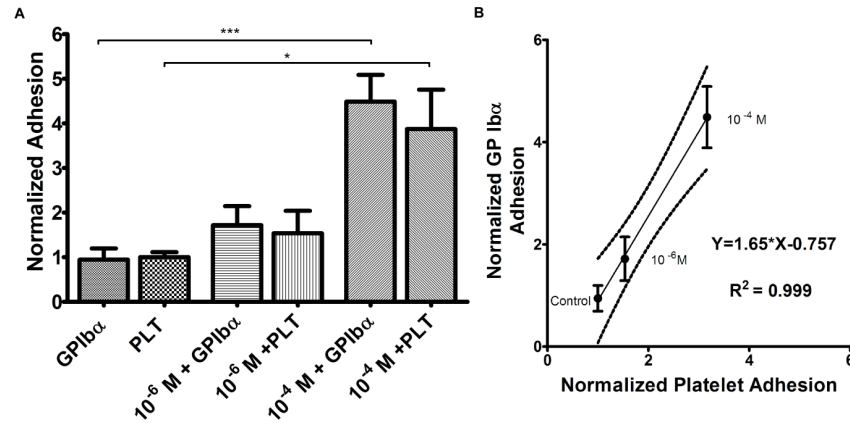 A
***
*
6
5
4
3
2
1
0
Normalized Adhesion
GPIbα
PLT
10-6 M + GPIbα
10-6 M +PLT
10-4 M + GPIbα
10-4 M +PLT
B
6
4
2
0
Normalized GP Ibα
Adhesion
10 -4 M
10 -6M
Control
Y=1.65*X-0.757
R2 = 0.999
0 2 4 6
Normalized Platelet Adhesion